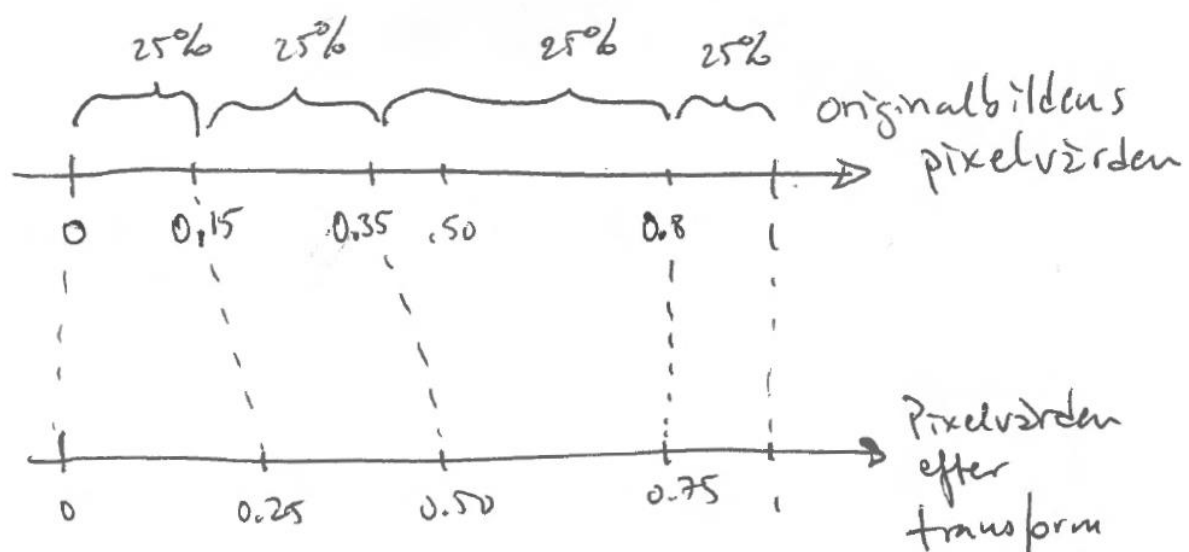 25% 25% 25% 25%
originalbildens
pixelvärden
0 0,15 0.35 .50 0.8 1
Pixelvärden
efter
transform
0 0.25 0.50 0.75 1